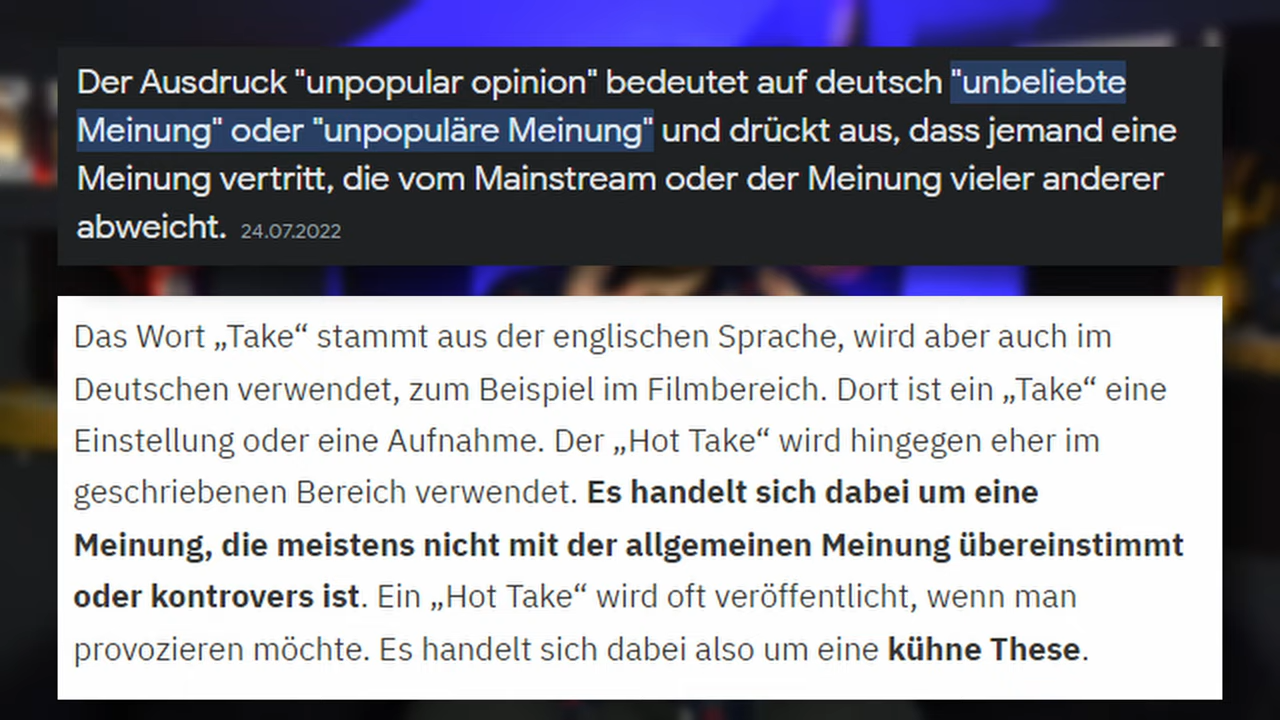 Der Ausdruck "unpopular opinion" bedeutet auf deutsch "unbeliebte
Meinung" oder "unpopuläre Meinung" und drückt aus, dass jemand eine
Meinung vertritt, die vom Mainstream oder der Meinung vieler anderer
abweicht. 24.07.2022
Das Wort „Take“ stammt aus der englischen Sprache, wird aber auch im
Deutschen verwendet, zum Beispiel im Filmbereich. Dort ist ein „Take“ eine
Einstellung oder eine Aufnahme. Der „Hot Take“ wird hingegen eher im
geschriebenen Bereich verwendet. Es handelt sich dabei um eine
Meinung, die meistens nicht mit der allgemeinen Meinung übereinstimmt
oder kontrovers ist. Ein „Hot Take“ wird oft veröffentlicht, wenn man
provozieren möchte. Es handelt sich dabei also um eine kühne These.